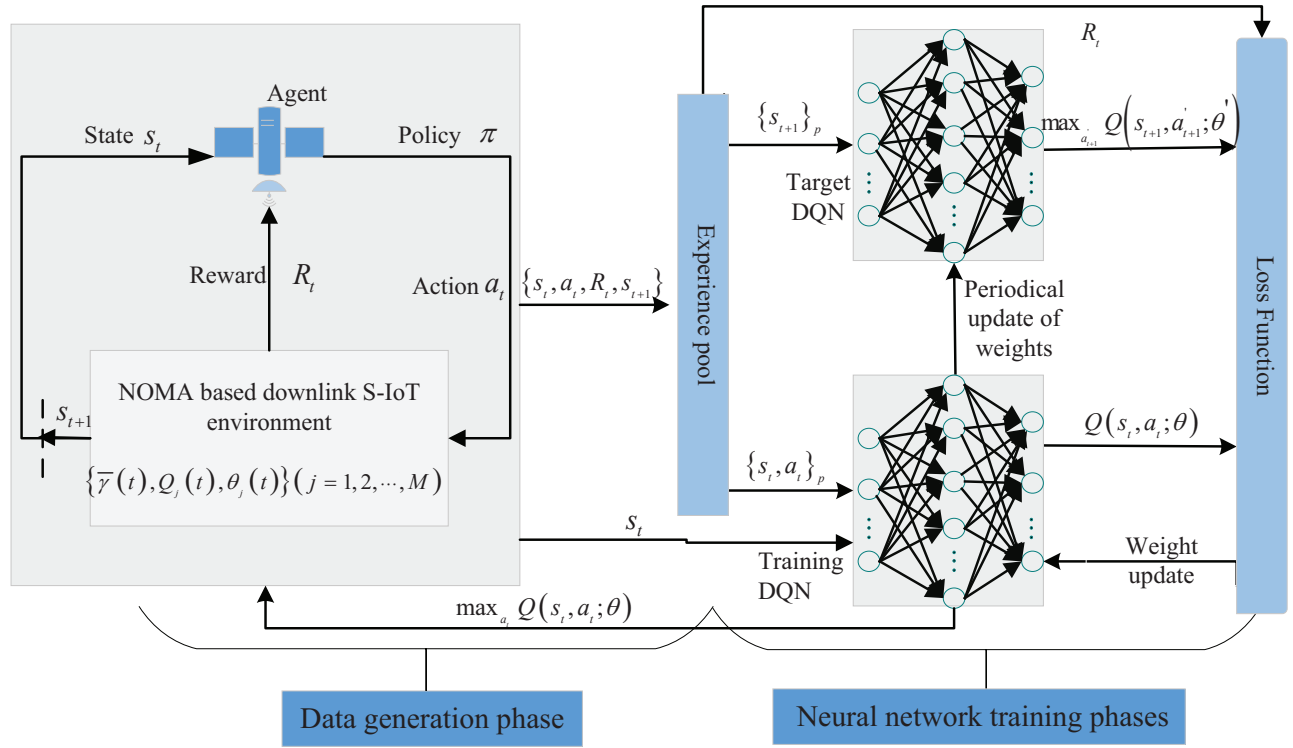 Agent
State s_t
Policy π
Reward R_t
Action a_t
NOMA based downlink S-IoT
environment
{γ̅(t), Q_j(t), θ_j(t)}(j = 1, 2, ⋯, M)
s_{t+1}
{s_t, a_t, R_t, s_{t+1}}
Experience pool
{s_{t+1}}_p
Target
DQN
R_t
max_{a'_{t+1}} Q(s_{t+1}, a'_{t+1}; θ')
Loss Function
Periodical
update of
weights
{s_t, a_t}_p
Q(s_t, a_t; θ)
s_t
Training
DQN
Weight
update
max_{a_t} Q(s_t, a_t; θ)
Data generation phase
Neural network training phases